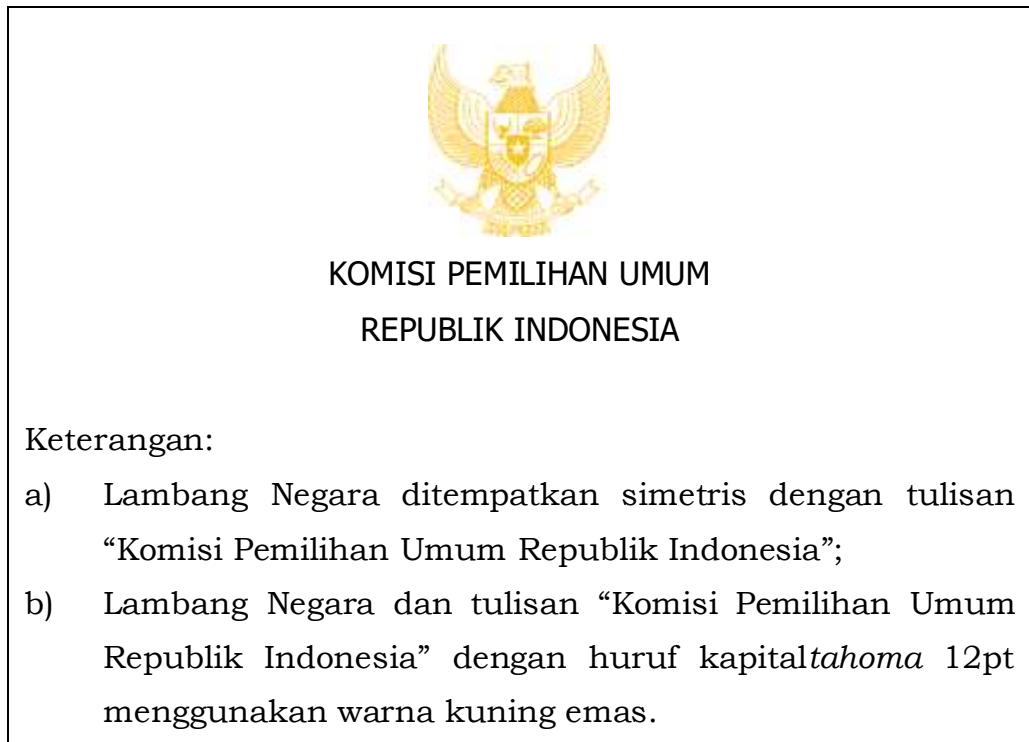 KOMISI PEMILIHAN UMUM
REPUBLIK INDONESIA
Keterangan:
a) Lambang Negara ditempatkan simetris dengan tulisan
“Komisi Pemilihan Umum Republik Indonesia”;
b) Lambang Negara dan tulisan “Komisi Pemilihan Umum
Republik Indonesia” dengan huruf kapitaltahoma 12pt
menggunakan warna kuning emas.